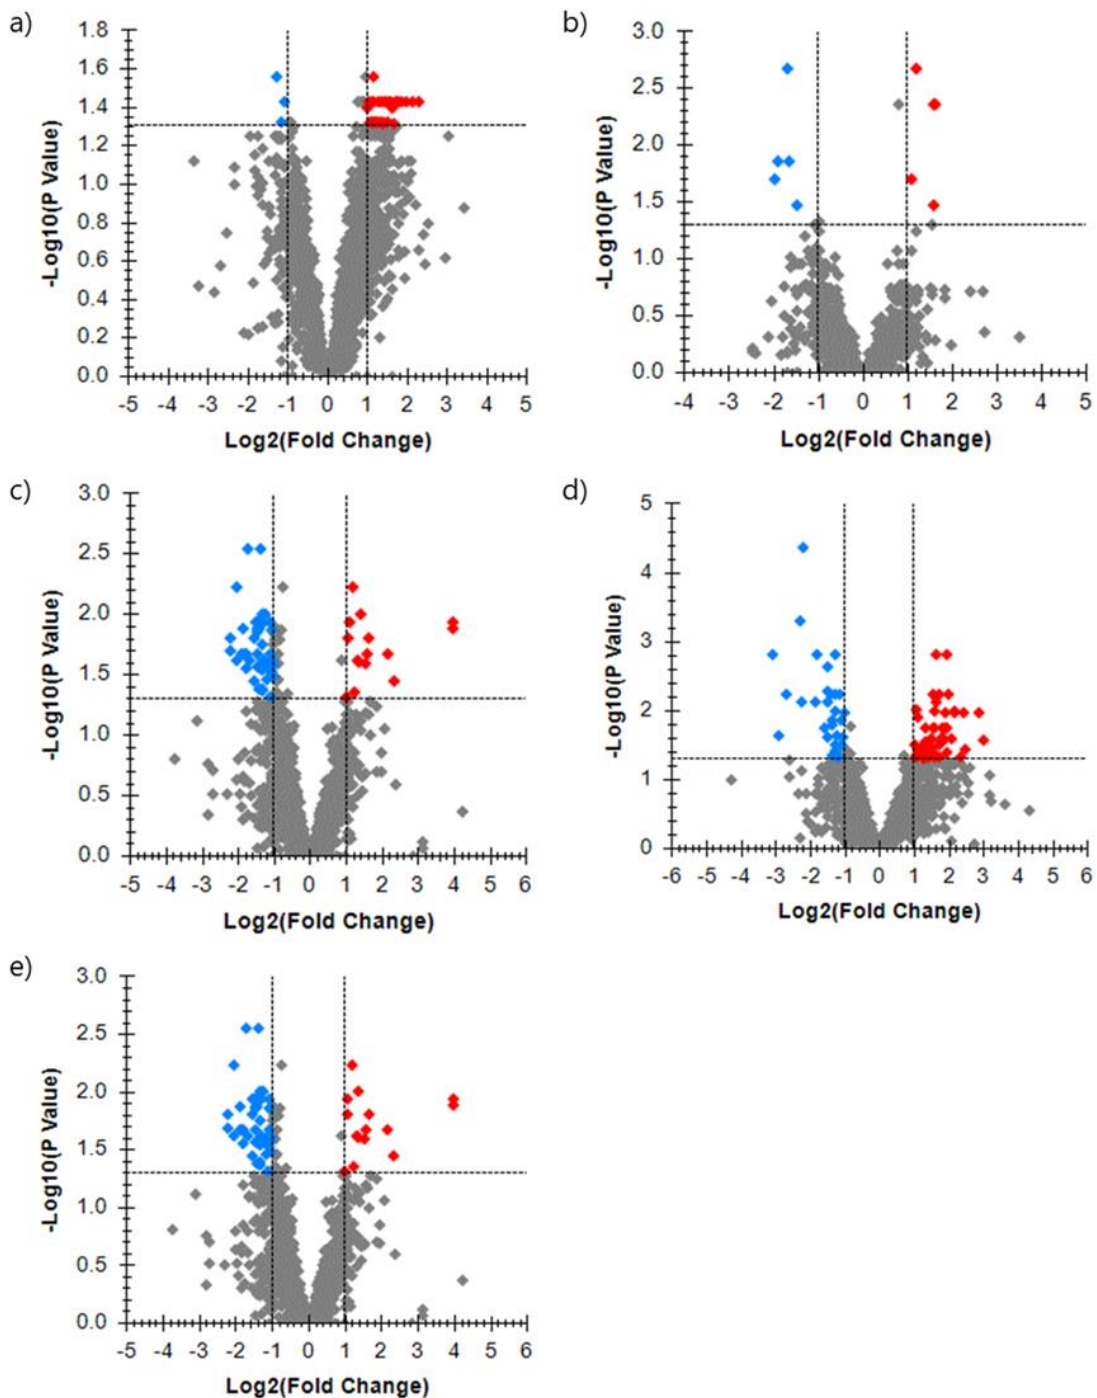 a)
1.8
1.6
1.4
1.2
1.0
0.8
0.6
0.4
0.2
0.0
-Log10(P Value)
-5 -4 -3 -2 -1 0 1 2 3 4 5
Log2(Fold Change)
b)
3.0
2.5
2.0
1.5
1.0
0.5
0.0
-Log10(P Value)
-4 -3 -2 -1 0 1 2 3 4 5
Log2(Fold Change)
c)
3.0
2.5
2.0
1.5
1.0
0.5
0.0
-Log10(P Value)
-5 -4 -3 -2 -1 0 1 2 3 4 5 6
Log2(Fold Change)
d)
5
4
3
2
1
0
-Log10(P Value)
-6 -5 -4 -3 -2 -1 0 1 2 3 4 5 6
Log2(Fold Change)
e)
3.0
2.5
2.0
1.5
1.0
0.5
0.0
-Log10(P Value)
-5 -4 -3 -2 -1 0 1 2 3 4 5 6
Log2(Fold Change)